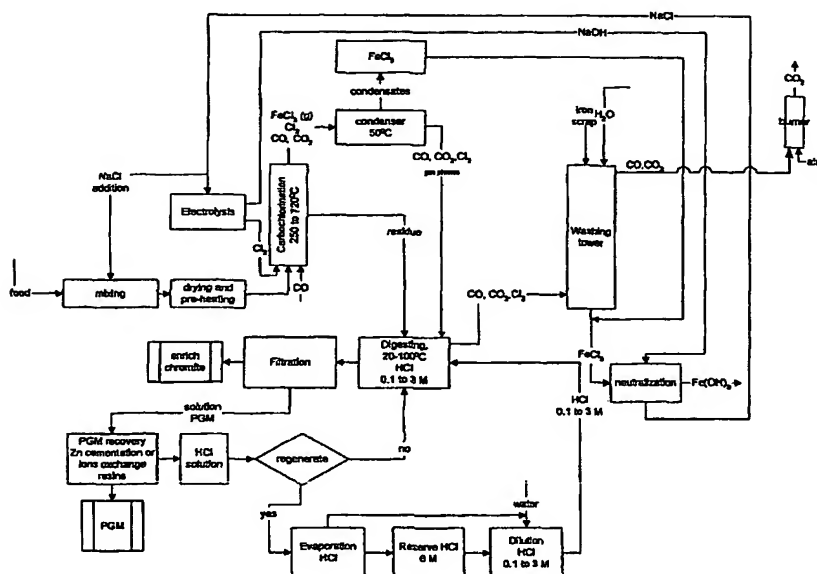 NaCl
NaOH
FeCl₃
condensates
FeCl₃ (g)
Cl₂
CO, CO₂
condenser
50ºC
CO, CO₂,Cl₂
gas phases
iron
scrap
H₂O
CO₂
burner
CO,CO₂
NaCl
addition
Electrolysis
Carbochlorination
250 to 720ºC
Cl₂
residue
Washing
tower
food
mixing
drying and
pre-heating
CO
CO, CO₂,Cl₂
enrich
chromite
Filtration
Digesting,
20-100ºC
HCl
0.1 to 3 M
FeCl₃
neutralization
Fe(OH)₃
HCl
0.1 to 3 M
solution
PGM
PGM recovery
Zn cementation or
ions exchange
resines
HCl
solution
regenerate
no
yes
PGM
water
Evaporation
HCl
Reserve HCl
6 M
Dilution
HCl
0.1 to 3 M